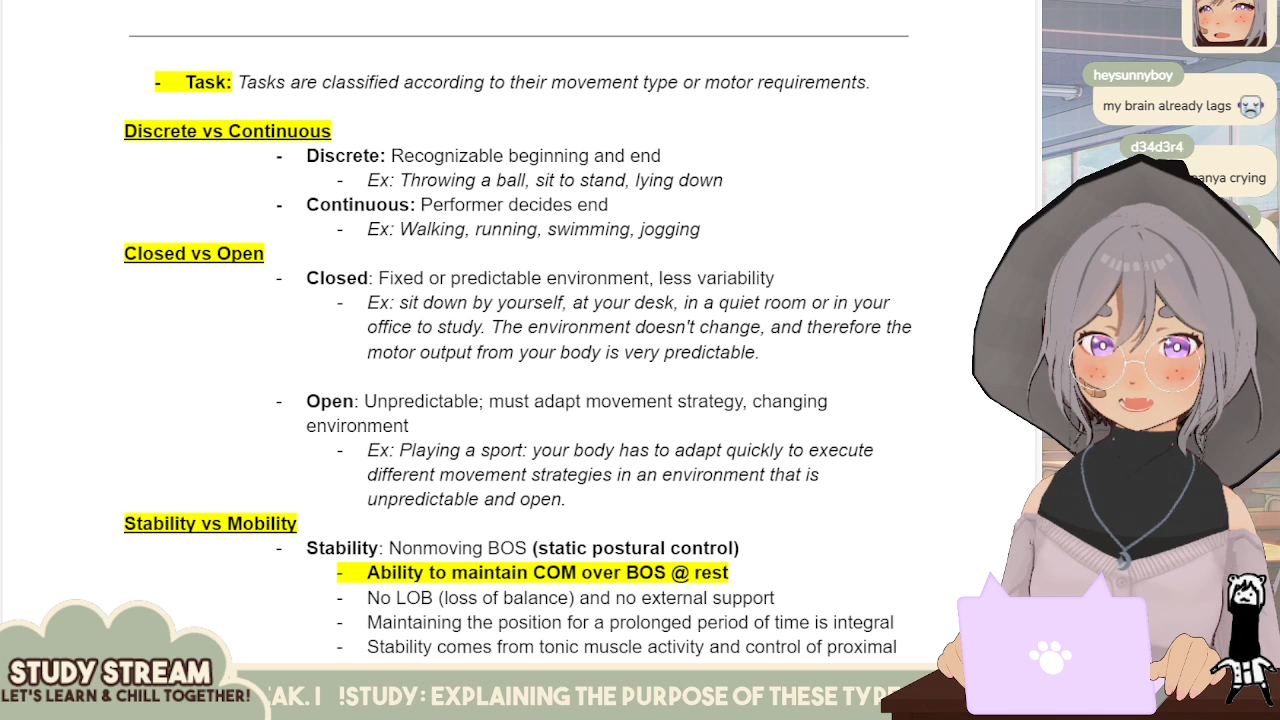 - Task: Tasks are classified according to their movement type or motor requirements.
Discrete vs Continuous
- Discrete: Recognizable beginning and end
- Ex: Throwing a ball, sit to stand, lying down
- Continuous: Performer decides end
- Ex: Walking, running, swimming, jogging
Closed vs Open
- Closed: Fixed or predictable environment, less variability
- Ex: sit down by yourself, at your desk, in a quiet room or in your
office to study. The environment doesn't change, and therefore the
motor output from your body is very predictable.
- Open: Unpredictable; must adapt movement strategy, changing
environment
- Ex: Playing a sport: your body has to adapt quickly to execute
different movement strategies in an environment that is
unpredictable and open.
Stability vs Mobility
- Stability: Nonmoving BOS (static postural control)
- Ability to maintain COM over BOS @ rest
- No LOB (loss of balance) and no external support
- Maintaining the position for a prolonged period of time is integral
- Stability comes from tonic muscle activity and control of proximal
heysunnyboy
my brain already lags
d34d3r4
crying
STUDY STREAM
LET'S LEARN & CHILL TOGETHER!
!STUDY: EXPLAINING THE PURPOSE OF THESE